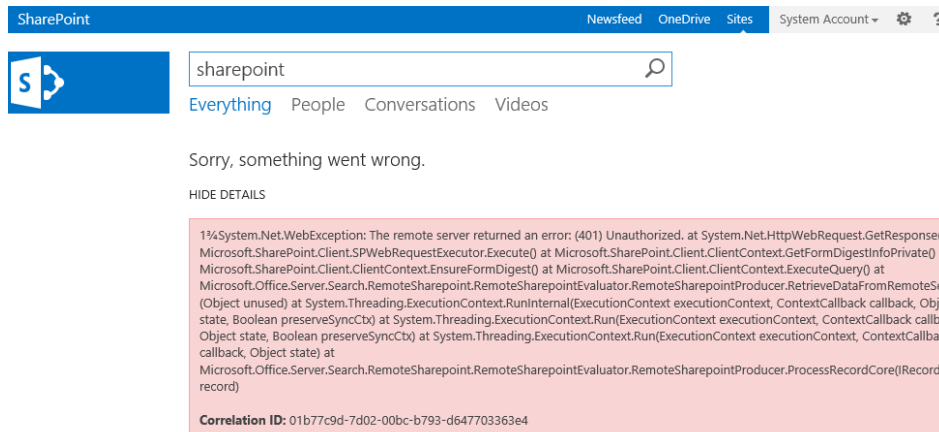 SharePoint Newsfeed OneDrive Sites System Account ?
S
sharepoint
Everything People Conversations Videos
Sorry, something went wrong.
HIDE DETAILS
1¾System.Net.WebException: The remote server returned an error: (401) Unauthorized. at System.Net.HttpWebRequest.GetResponse(
Microsoft.SharePoint.Client.SPWebRequestExecutor.Execute() at Microsoft.SharePoint.Client.ClientContext.GetFormDigestInfoPrivate()
Microsoft.SharePoint.Client.ClientContext.EnsureFormDigest() at Microsoft.SharePoint.Client.ClientContext.ExecuteQuery() at
Microsoft.Office.Server.Search.RemoteSharepoint.RemoteSharepointEvaluator.RemoteSharepointProducer.RetrieveDataFromRemoteSe
(Object unused) at System.Threading.ExecutionContext.RunInternal(ExecutionContext executionContext, ContextCallback callback, Obj
state, Boolean preserveSyncCtx) at System.Threading.ExecutionContext.Run(ExecutionContext executionContext, ContextCallback callb
Object state, Boolean preserveSyncCtx) at System.Threading.ExecutionContext.Run(ExecutionContext executionContext, ContextCallba
callback, Object state) at
Microsoft.Office.Server.Search.RemoteSharepoint.RemoteSharepointEvaluator.RemoteSharepointProducer.ProcessRecordCore(IRecord
record)
Correlation ID: 01b77c9d-7d02-00bc-b793-d647703363e4